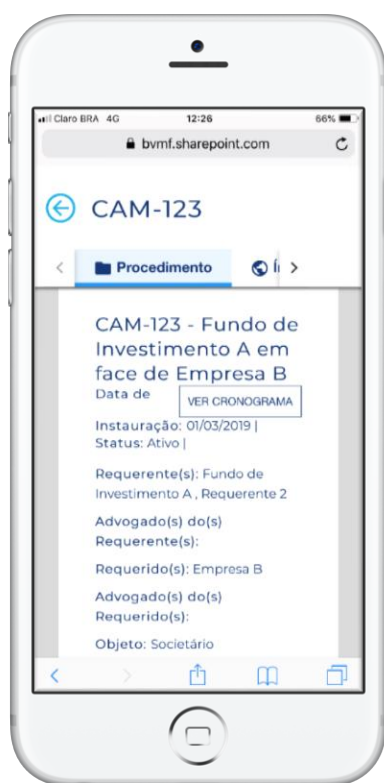 Claro BRA 4G 12:26 66%
bvmf.sharepoint.com
CAM-123
Procedimento
CAM-123 - Fundo de
Investimento A em
face de Empresa B
Data de VER CRONOGRAMA
Instauração: 01/03/2019 |
Status: Ativo |
Requerente(s): Fundo de
Investimento A , Requerente 2
Advogado(s) do(s)
Requerente(s):
Requerido(s): Empresa B
Advogado(s) do(s)
Requerido(s):
Objeto: Societário